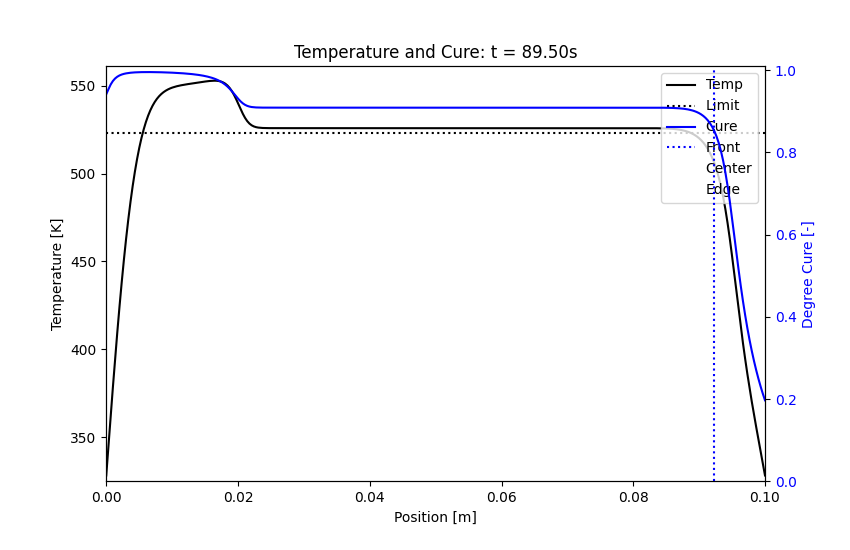 Temperature and Cure: t = 89.50s
Temp
Limit
Cure
Front
Center
Edge
550
500
450
400
350
Temperature [K]
1.0
0.8
0.6
0.4
0.2
0.0
Degree Cure [-]
0.00 0.02 0.04 0.06 0.08 0.10
Position [m]